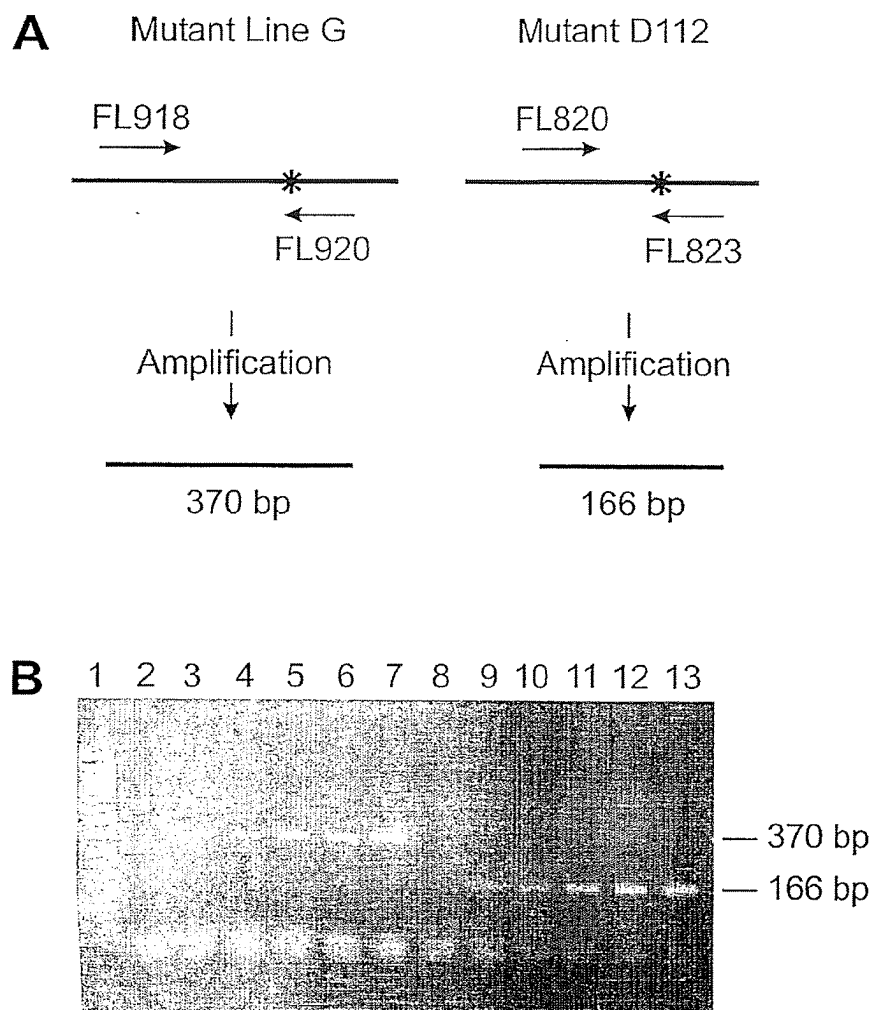 A Mutant Line G Mutant D112
FL918 FL820
FL920 FL823
Amplification Amplification
370 bp 166 bp
B 1 2 3 4 5 6 7 8 9 10 11 12 13
370 bp
166 bp